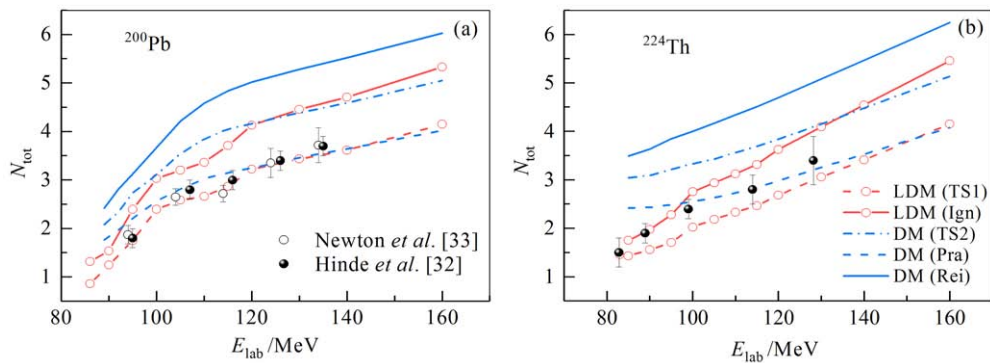 (a)
²⁰⁰Pb
N_tot
6
5
4
3
2
1
80
100
120
140
160
E_lab /MeV
Newton et al. [33]
Hinde et al. [32]
(b)
²²⁴Th
N_tot
6
5
4
3
2
1
80
100
120
140
160
E_lab /MeV
LDM (TS1)
LDM (Ign)
DM (TS2)
DM (Pra)
DM (Rei)